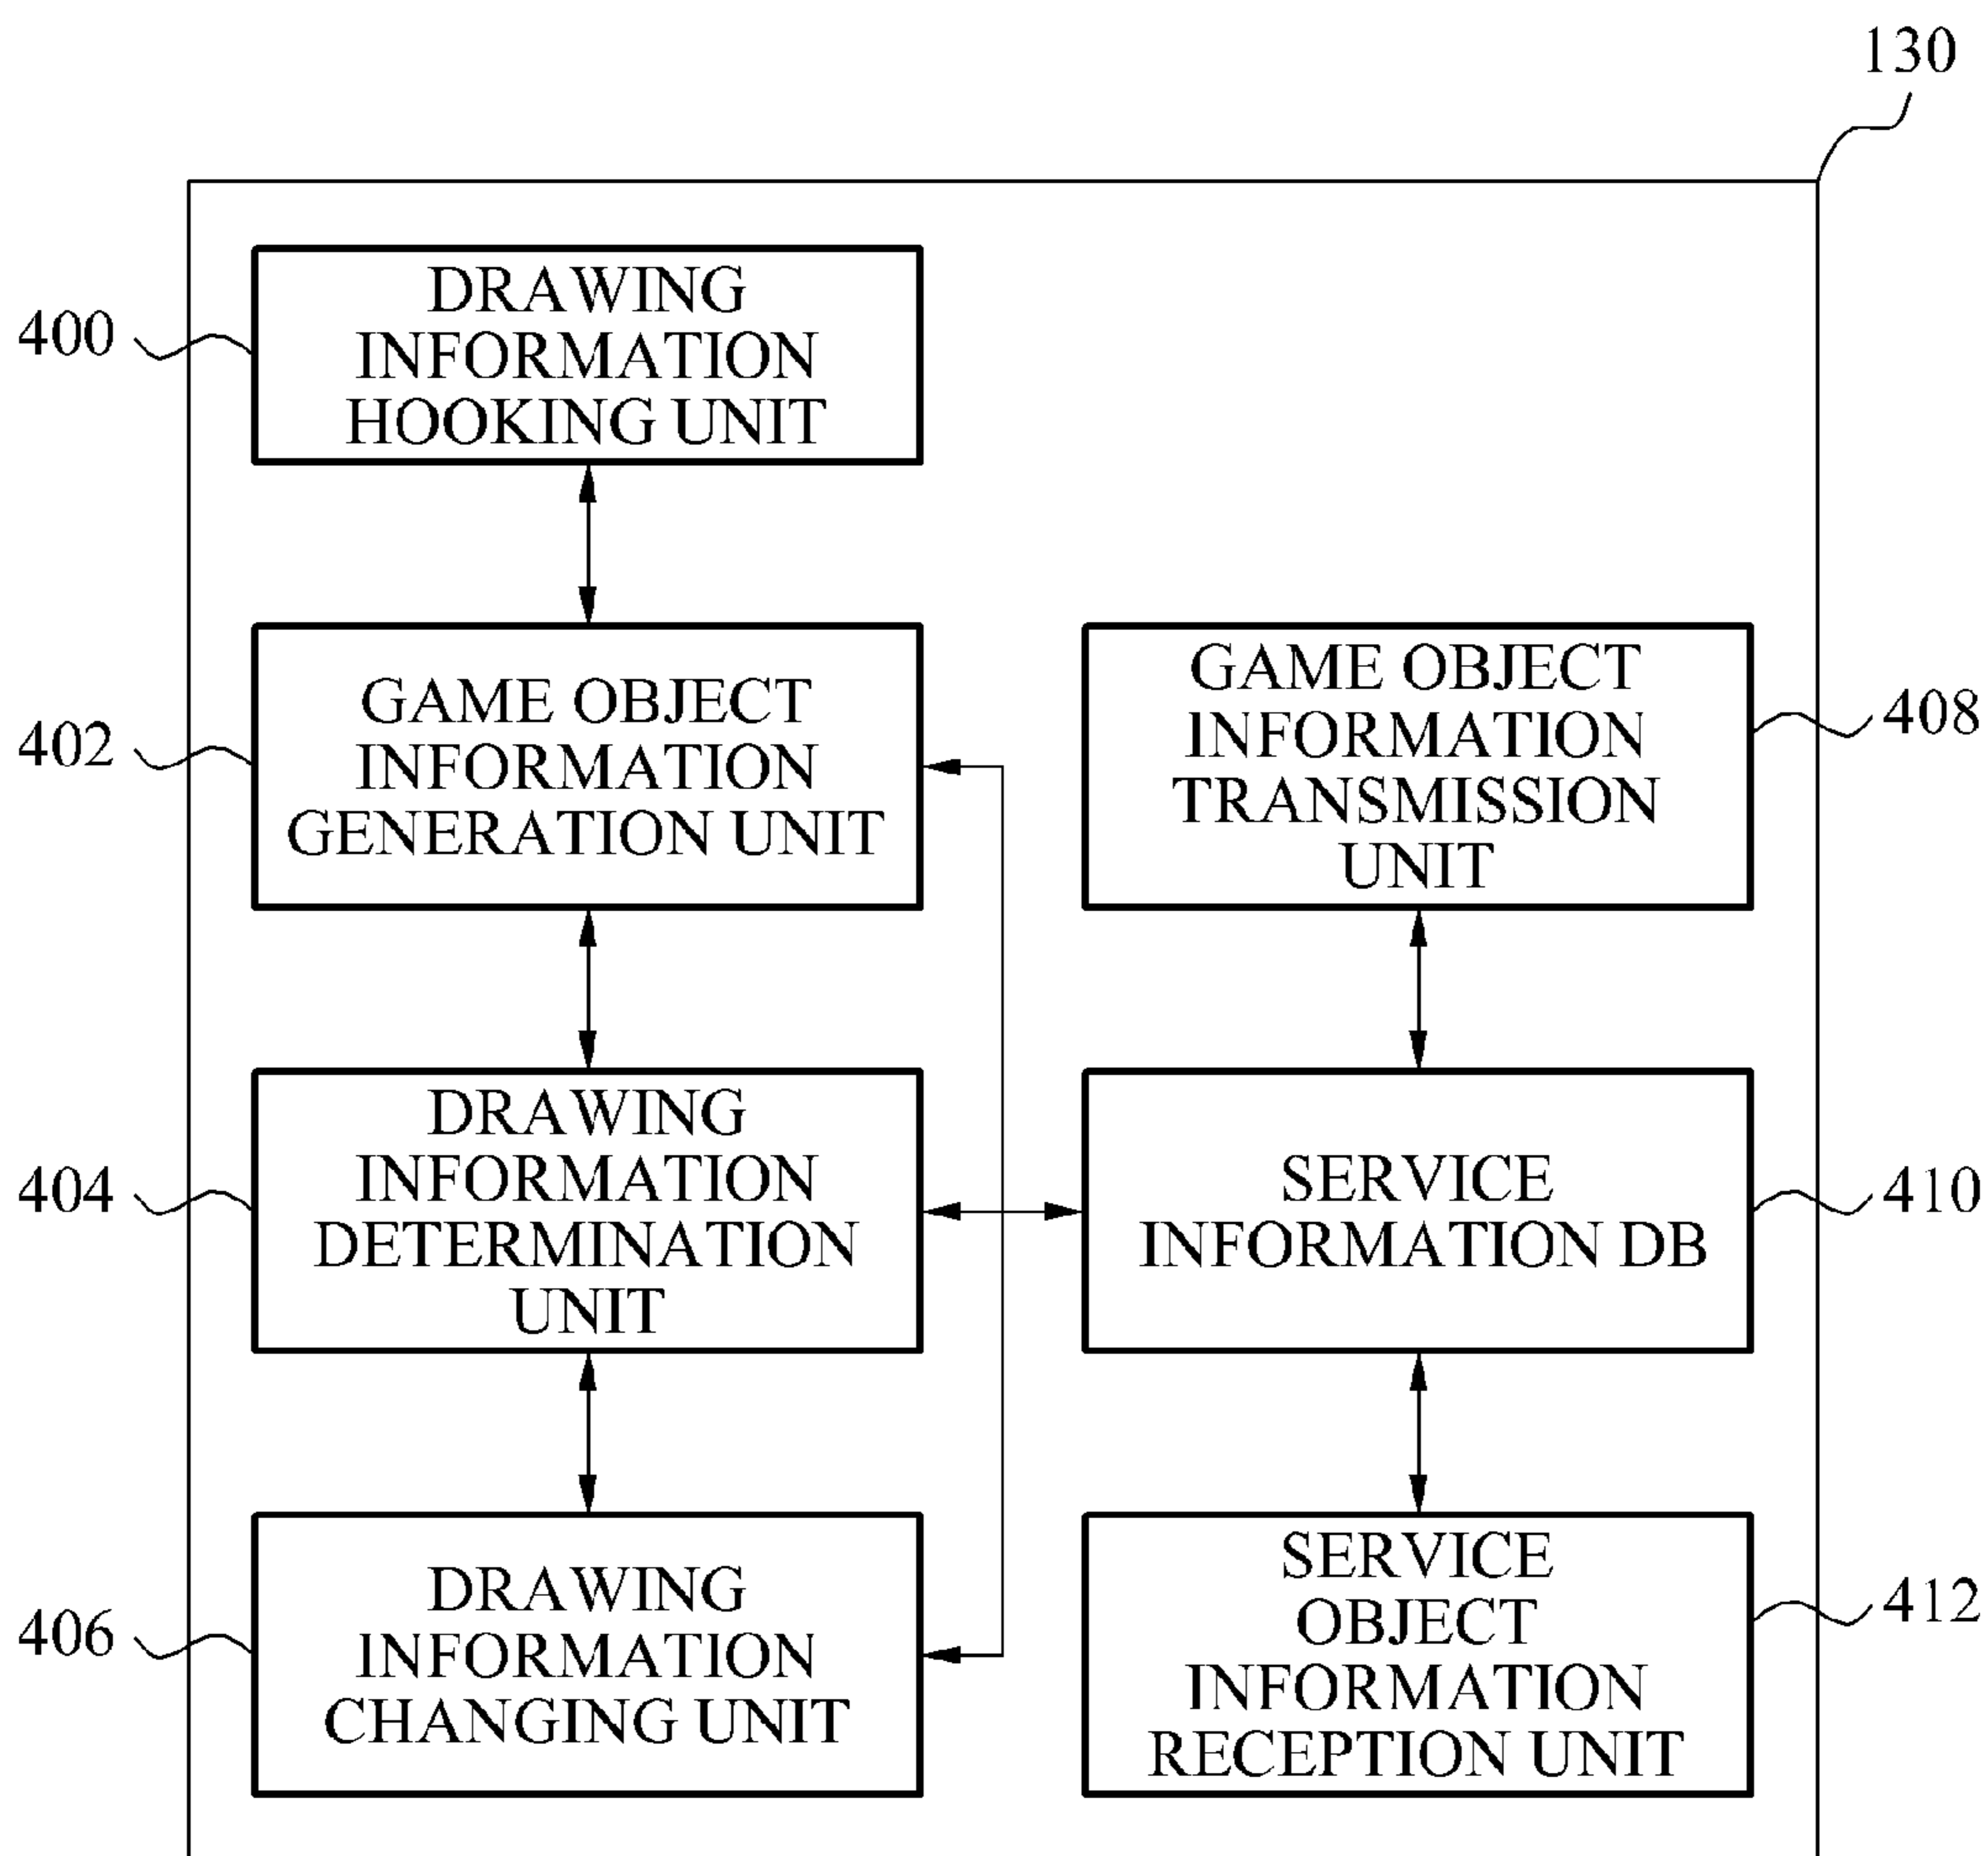 130
400
DRAWING
INFORMATION
HOOKING UNIT
402
GAME OBJECT
INFORMATION
GENERATION UNIT
GAME OBJECT
INFORMATION
TRANSMISSION
UNIT
408
404
DRAWING
INFORMATION
DETERMINATION
UNIT
SERVICE
INFORMATION DB
410
406
DRAWING
INFORMATION
CHANGING UNIT
SERVICE
OBJECT
INFORMATION
RECEPTION UNIT
412